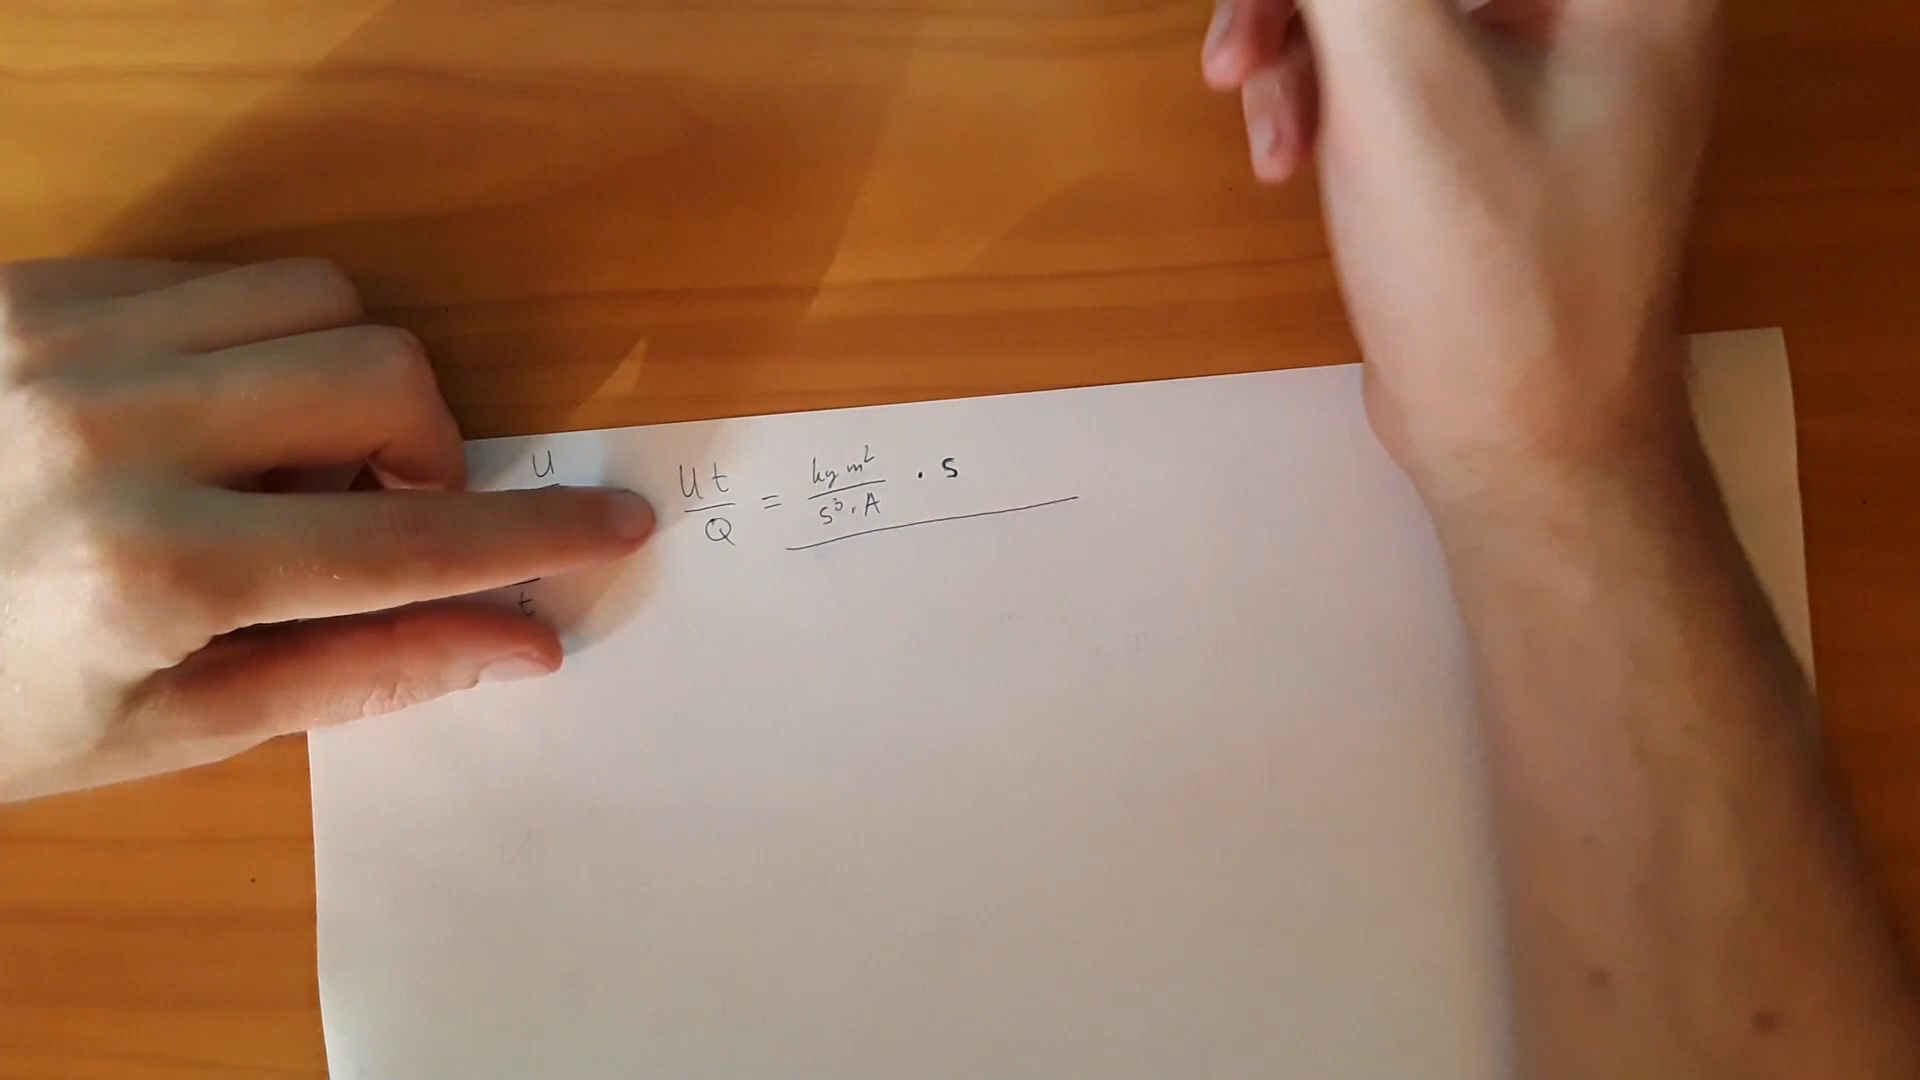 U
t
Ut/Q = kg m²/s³·A · s